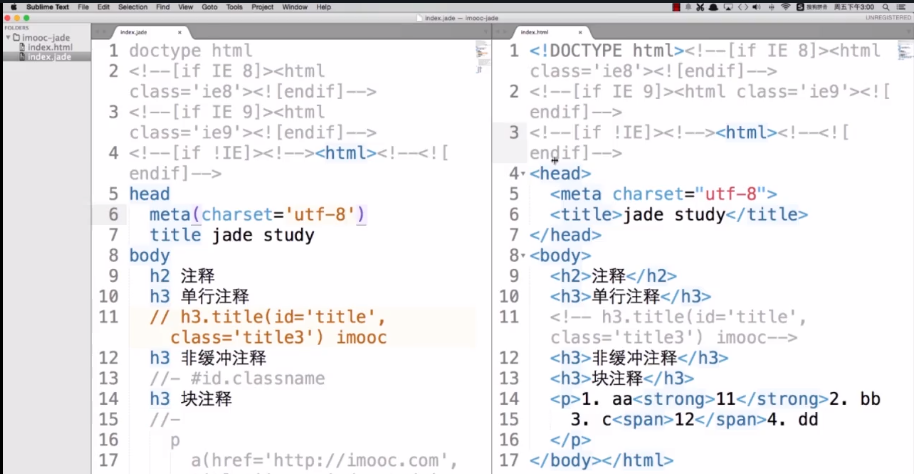 Sublime Text File Edit Selection Find View Goto Tools Project Window Help
周五下午3:00
index.jade — imooc-jade
UNREGISTERED
FOLDERS
imooc-jade
index.html
index.jade
index.jade
1 doctype html
2 <!--[if IE 8]><html
class='ie8'><![endif]-->
3 <!--[if IE 9]><html
class='ie9'><![endif]-->
4 <!--[if !IE]><!--><html><!--<![
endif]-->
5 head
6 meta(charset='utf-8')
7 title jade study
8 body
9 h2 注释
10 h3 单行注释
11 // h3.title(id='title',
class='title3') imooc
12 h3 非缓冲注释
13 //- #id.classname
14 h3 块注释
15 //-
16 p
17 a(href='http://imooc.com',
index.html
1 <!DOCTYPE html><!--[if IE 8]><html
class='ie8'><![endif]-->
2 <!--[if IE 9]><html class='ie9'><![
endif]-->
3 <!--[if !IE]><!--><html><!--<![
endif]-->
4 <head>
5 <meta charset="utf-8">
6 <title>jade study</title>
7 </head>
8 <body>
9 <h2>注释</h2>
10 <h3>单行注释</h3>
11 <!-- h3.title(id='title',
class='title3') imooc-->
12 <h3>非缓冲注释</h3>
13 <h3>块注释</h3>
14 <p>1. aa<strong>11</strong>2. bb
15 3. c<span>12</span>4. dd
16 </p>
17 </body></html>